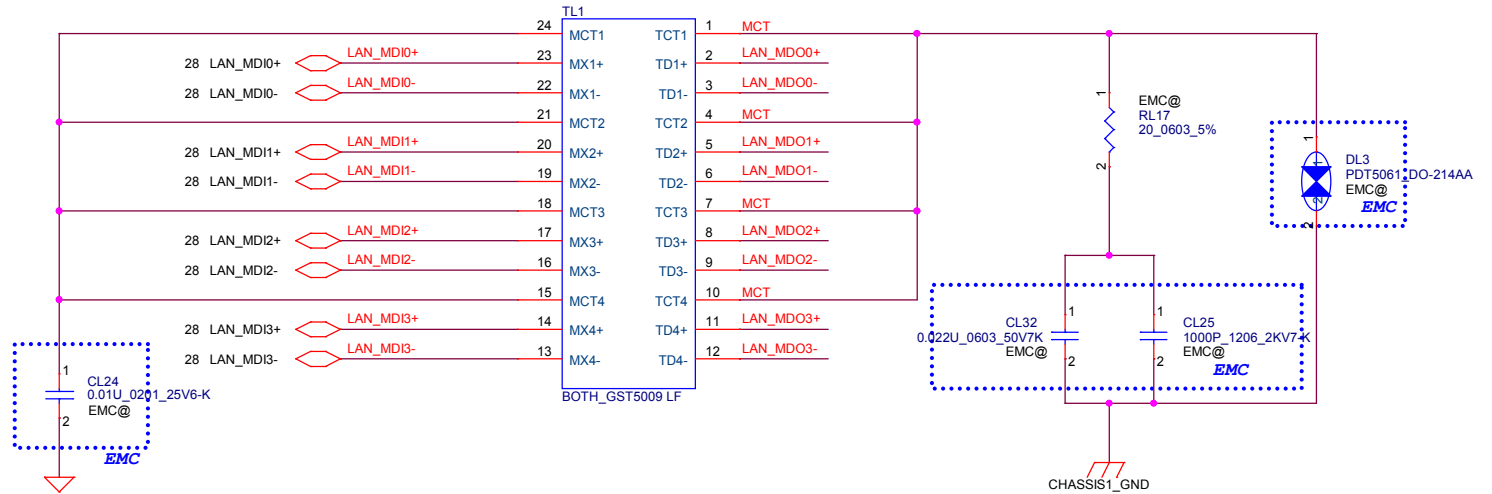 TL1
24 MCT1 TCT1 1 MCT
28 LAN_MDI0+ LAN_MDI0+ 23 MX1+ TD1+ 2 LAN_MDO0+
28 LAN_MDI0- LAN_MDI0- 22 MX1- TD1- 3 LAN_MDO0-
21 MCT2 TCT2 4 MCT
28 LAN_MDI1+ LAN_MDI1+ 20 MX2+ TD2+ 5 LAN_MDO1+
28 LAN_MDI1- LAN_MDI1- 19 MX2- TD2- 6 LAN_MDO1-
18 MCT3 TCT3 7 MCT
28 LAN_MDI2+ LAN_MDI2+ 17 MX3+ TD3+ 8 LAN_MDO2+
28 LAN_MDI2- LAN_MDI2- 16 MX3- TD3- 9 LAN_MDO2-
15 MCT4 TCT4 10 MCT
28 LAN_MDI3+ LAN_MDI3+ 14 MX4+ TD4+ 11 LAN_MDO3+
28 LAN_MDI3- LAN_MDI3- 13 MX4- TD4- 12 LAN_MDO3-
BOTH_GST5009 LF
1
CL24
0.01U_0201_25V6-K
EMC@
2
EMC
1
EMC@
RL17
20_0603_5%
2
1
1
DL3
PDT5061_DO-214AA
EMC@
EMC
2
2
1
CL32
0.022U_0603_50V7K
EMC@
2
1
CL25
1000P_1206_2KV7-K
EMC@
2
EMC
CHASSIS1_GND